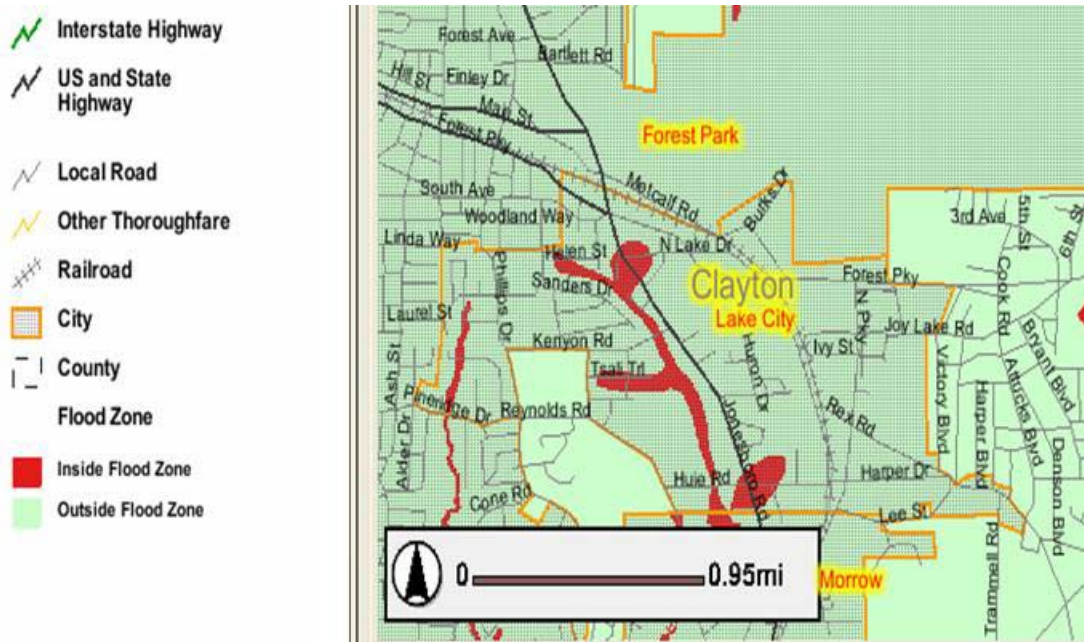 Interstate Highway
US and State
Highway
Local Road
Other Thoroughfare
Railroad
City
County
Flood Zone
Inside Flood Zone
Outside Flood Zone
Forest Ave
Bartlett Rd
Hill St
Finley Dr
Main St
Forest Pky
Forest Park
Metcalf Rd
Burks Dr
South Ave
Woodland Way
3rd Ave
5th St
Linda Way
Helen St
N Lake Dr
Phillips Dr
Sanders Dr
Clayton
Forest Pky
Cook Rd
Lake City
N Pky
Laurel St
Joy Lake Rd
Kenyon Rd
Ivy St
Huron Dr
Bryant Blvd
Ash St
Tsali Trl
Victory Blvd
Attucks Blvd
Pineridge Dr
Reynolds Rd
Jonesboro Rd
Rex Rd
Harper Blvd
Alder Dr
Denson Blvd
Huie Rd
Harper Dr
Cone Rd
Lee St
Trammell Rd
0
0.95mi
Morrow